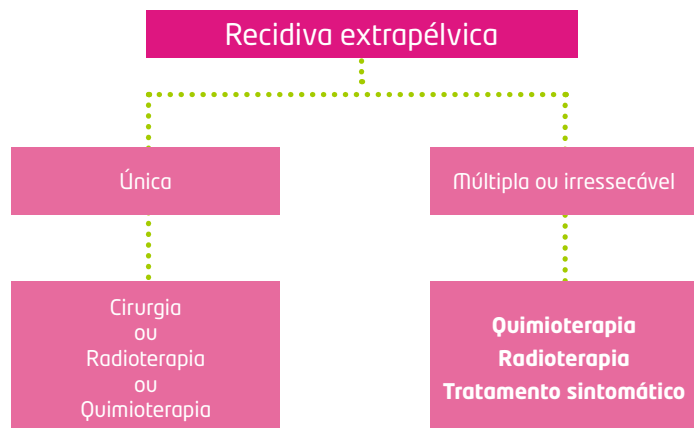 Recidiva extrapélvica
Única
Múltipla ou irressecável
Cirurgia
ou
Radioterapia
ou
Quimioterapia
Quimioterapia
Radioterapia
Tratamento sintomático